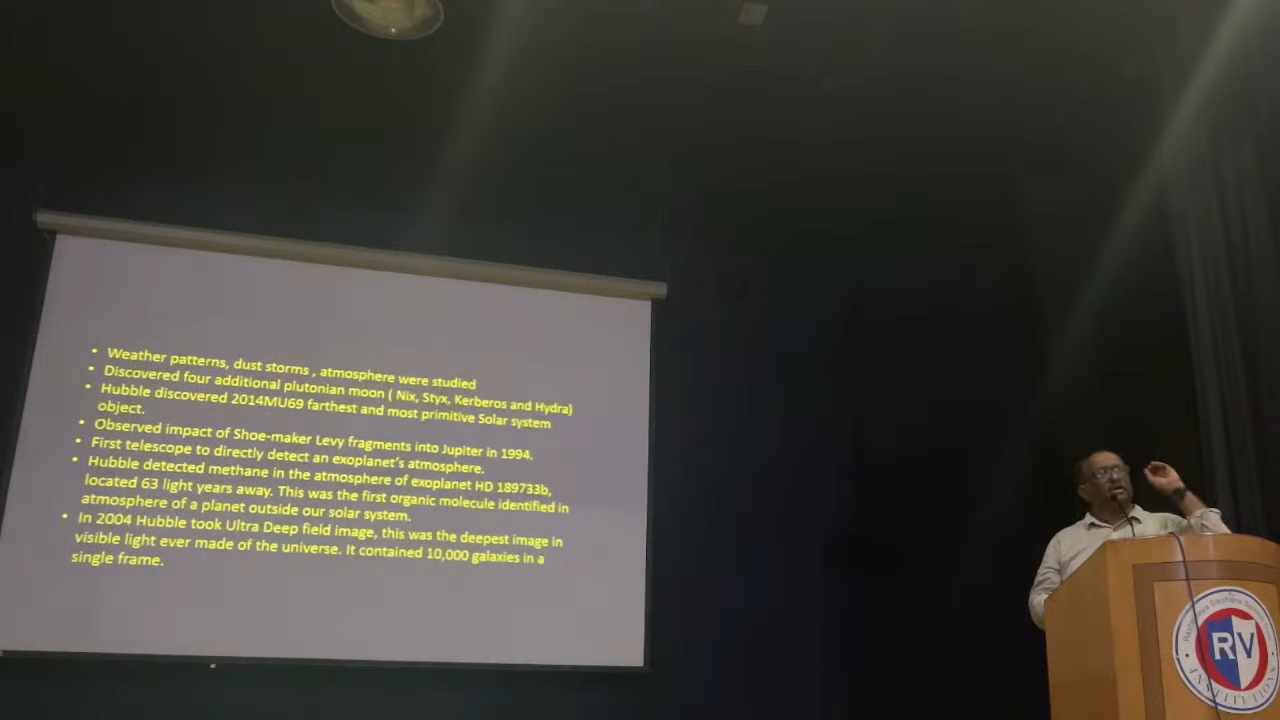 • Weather patterns, dust storms , atmosphere were studied
• Discovered four additional plutonian moon ( Nix, Styx, Kerberos and Hydra)
• Hubble discovered 2014MU69 farthest and most primitive Solar system
object.
• Observed impact of Shoe-maker Levy fragments into Jupiter in 1994.
• First telescope to directly detect an exoplanet's atmosphere.
• Hubble detected methane in the atmosphere of exoplanet HD 189733b,
located 63 light years away. This was the first organic molecule identified in
atmosphere of a planet outside our solar system.
• In 2004 Hubble took Ultra Deep field image, this was the deepest image in
visible light ever made of the universe. It contained 10,000 galaxies in a
single frame.
RV
INSTITUTIONS